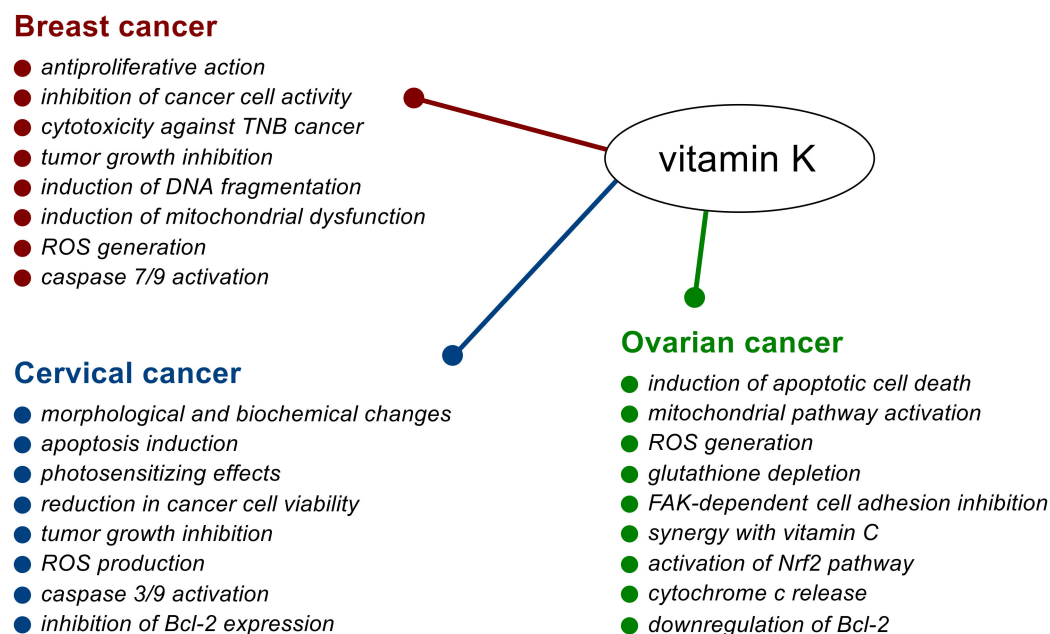 Breast cancer
antiproliferative action
inhibition of cancer cell activity
cytotoxicity against TNB cancer
tumor growth inhibition
induction of DNA fragmentation
induction of mitochondrial dysfunction
ROS generation
caspase 7/9 activation
vitamin K
Cervical cancer
morphological and biochemical changes
apoptosis induction
photosensitizing effects
reduction in cancer cell viability
tumor growth inhibition
ROS production
caspase 3/9 activation
inhibition of Bcl-2 expression
Ovarian cancer
induction of apoptotic cell death
mitochondrial pathway activation
ROS generation
glutathione depletion
FAK-dependent cell adhesion inhibition
synergy with vitamin C
activation of Nrf2 pathway
cytochrome c release
downregulation of Bcl-2